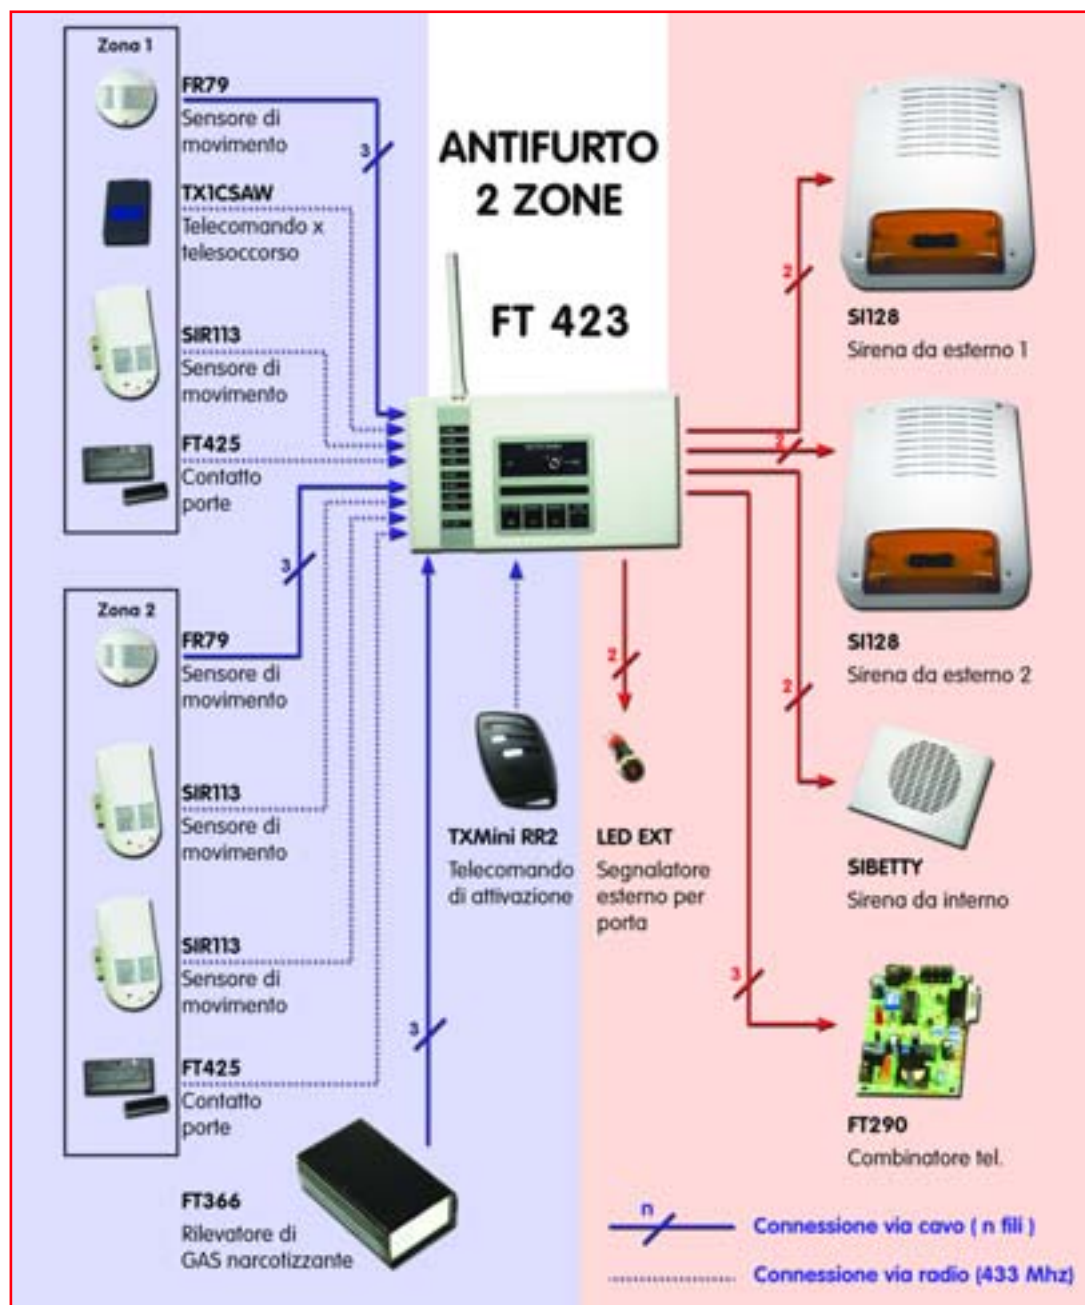 Zona 1
FR79
Sensore di
movimento
3
TX1CSAW
Telecomando x
telesoccorso
SIR113
Sensore di
movimento
FT425
Contatto
porte
Zona 2
FR79
Sensore di
movimento
3
SIR113
Sensore di
movimento
SIR113
Sensore di
movimento
FT425
Contatto
porte
FT366
Rilevatore di
GAS narcotizzante
3
ANTIFURTO
2 ZONE
FT 423
TXMini RR2
Telecomando
di attivazione
2
LED EXT
Segnalatore
esterno per
porta
2
SI128
Sirena da esterno 1
2
SI128
Sirena da esterno 2
2
SIBETTY
Sirena da interno
3
FT290
Combinatore tel.
n
Connessione via cavo ( n fili )
Connessione via radio (433 Mhz)